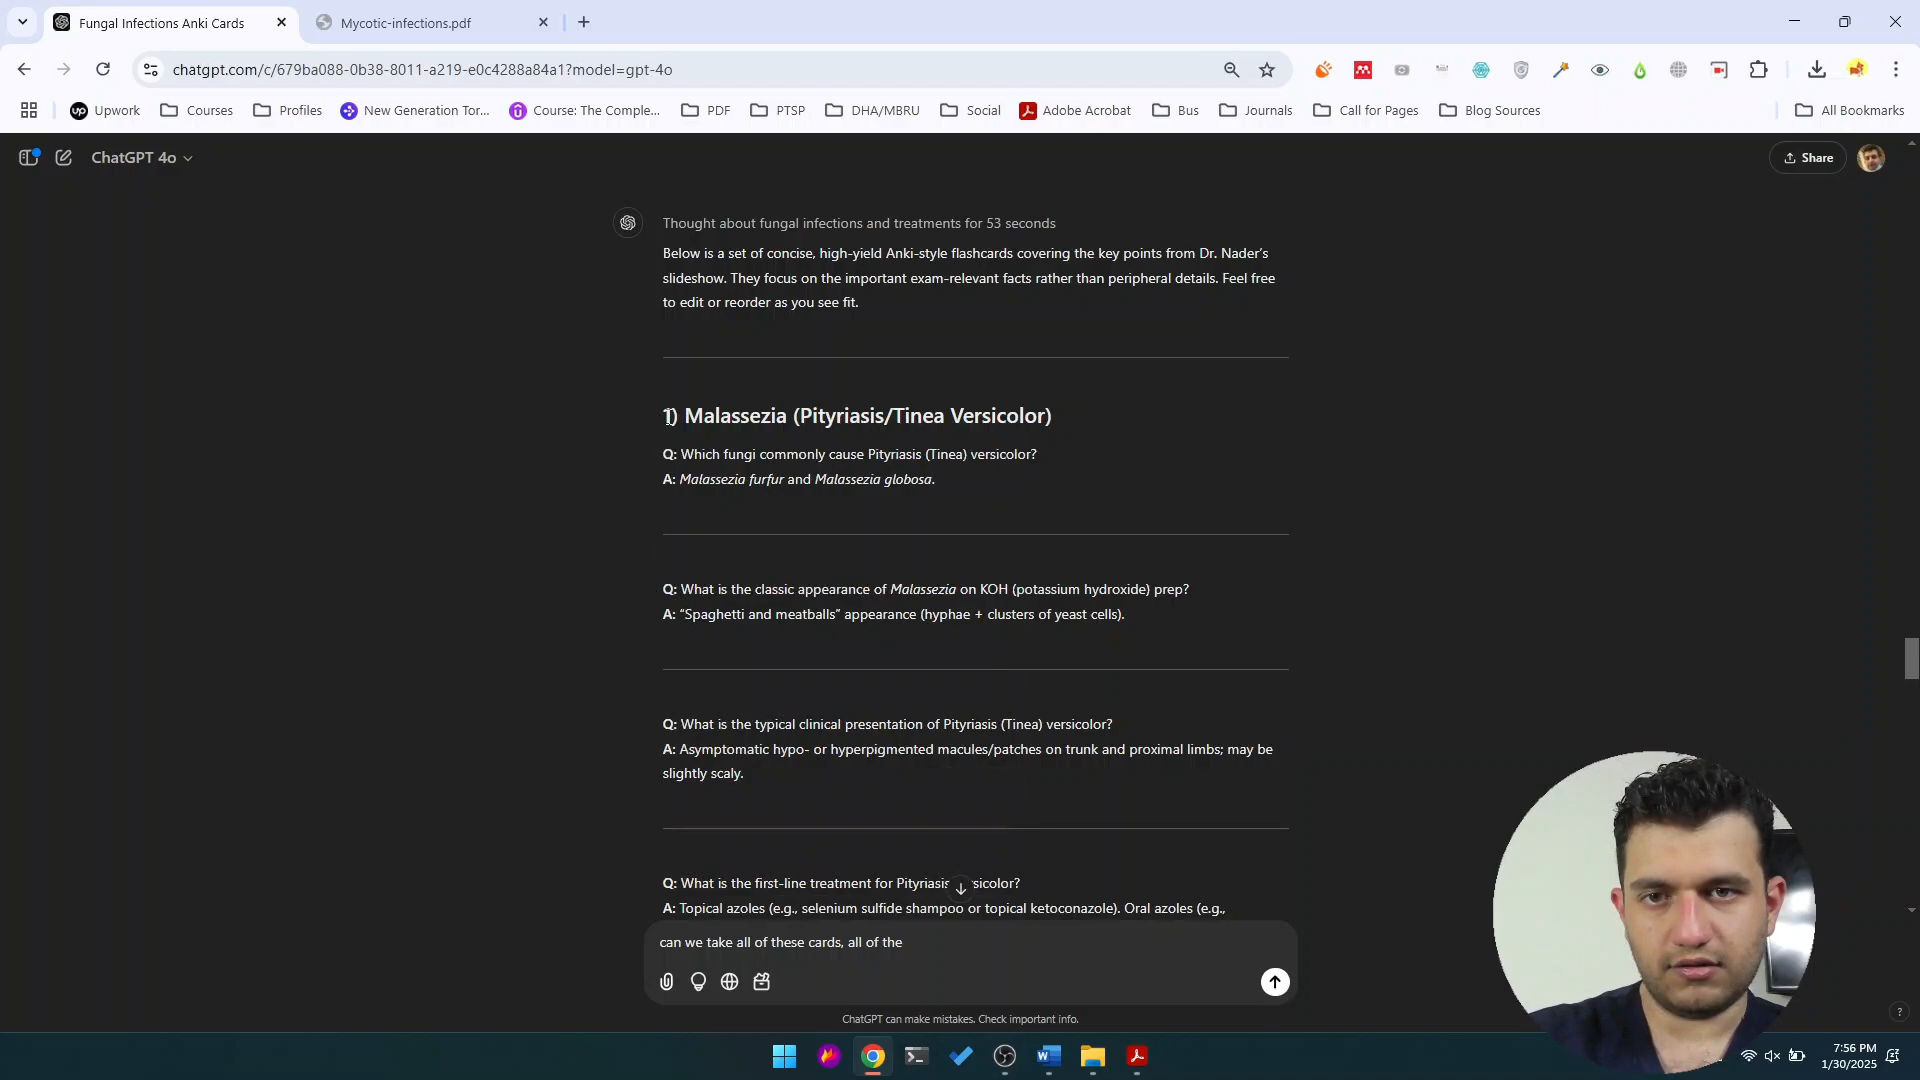 Fungal Infections Anki Cards
Mycotic-infections.pdf
chatgpt.com/c/679ba088-0b38-8011-a219-e0c4288a84a1?model=gpt-4o
Upwork
Courses
Profiles
New Generation Tor...
Course: The Comple...
PDF
PTSP
DHA/MBRU
Social
Adobe Acrobat
Bus
Journals
Call for Pages
Blog Sources
All Bookmarks
ChatGPT 4o
Share
Thought about fungal infections and treatments for 53 seconds
Below is a set of concise, high-yield Anki-style flashcards covering the key points from Dr. Nader’s
slideshow. They focus on the important exam-relevant facts rather than peripheral details. Feel free
to edit or reorder as you see fit.
1) Malassezia (Pityriasis/Tinea Versicolor)
Q: Which fungi commonly cause Pityriasis (Tinea) versicolor?
A: Malassezia furfur and Malassezia globosa.
Q: What is the classic appearance of Malassezia on KOH (potassium hydroxide) prep?
A: “Spaghetti and meatballs” appearance (hyphae + clusters of yeast cells).
Q: What is the typical clinical presentation of Pityriasis (Tinea) versicolor?
A: Asymptomatic hypo- or hyperpigmented macules/patches on trunk and proximal limbs; may be
slightly scaly.
Q: What is the first-line treatment for Pityriasis versicolor?
A: Topical azoles (e.g., selenium sulfide shampoo or topical ketoconazole). Oral azoles (e.g.,
can we take all of these cards, all of the
ChatGPT can make mistakes. Check important info.
?
7:56 PM
1/30/2025